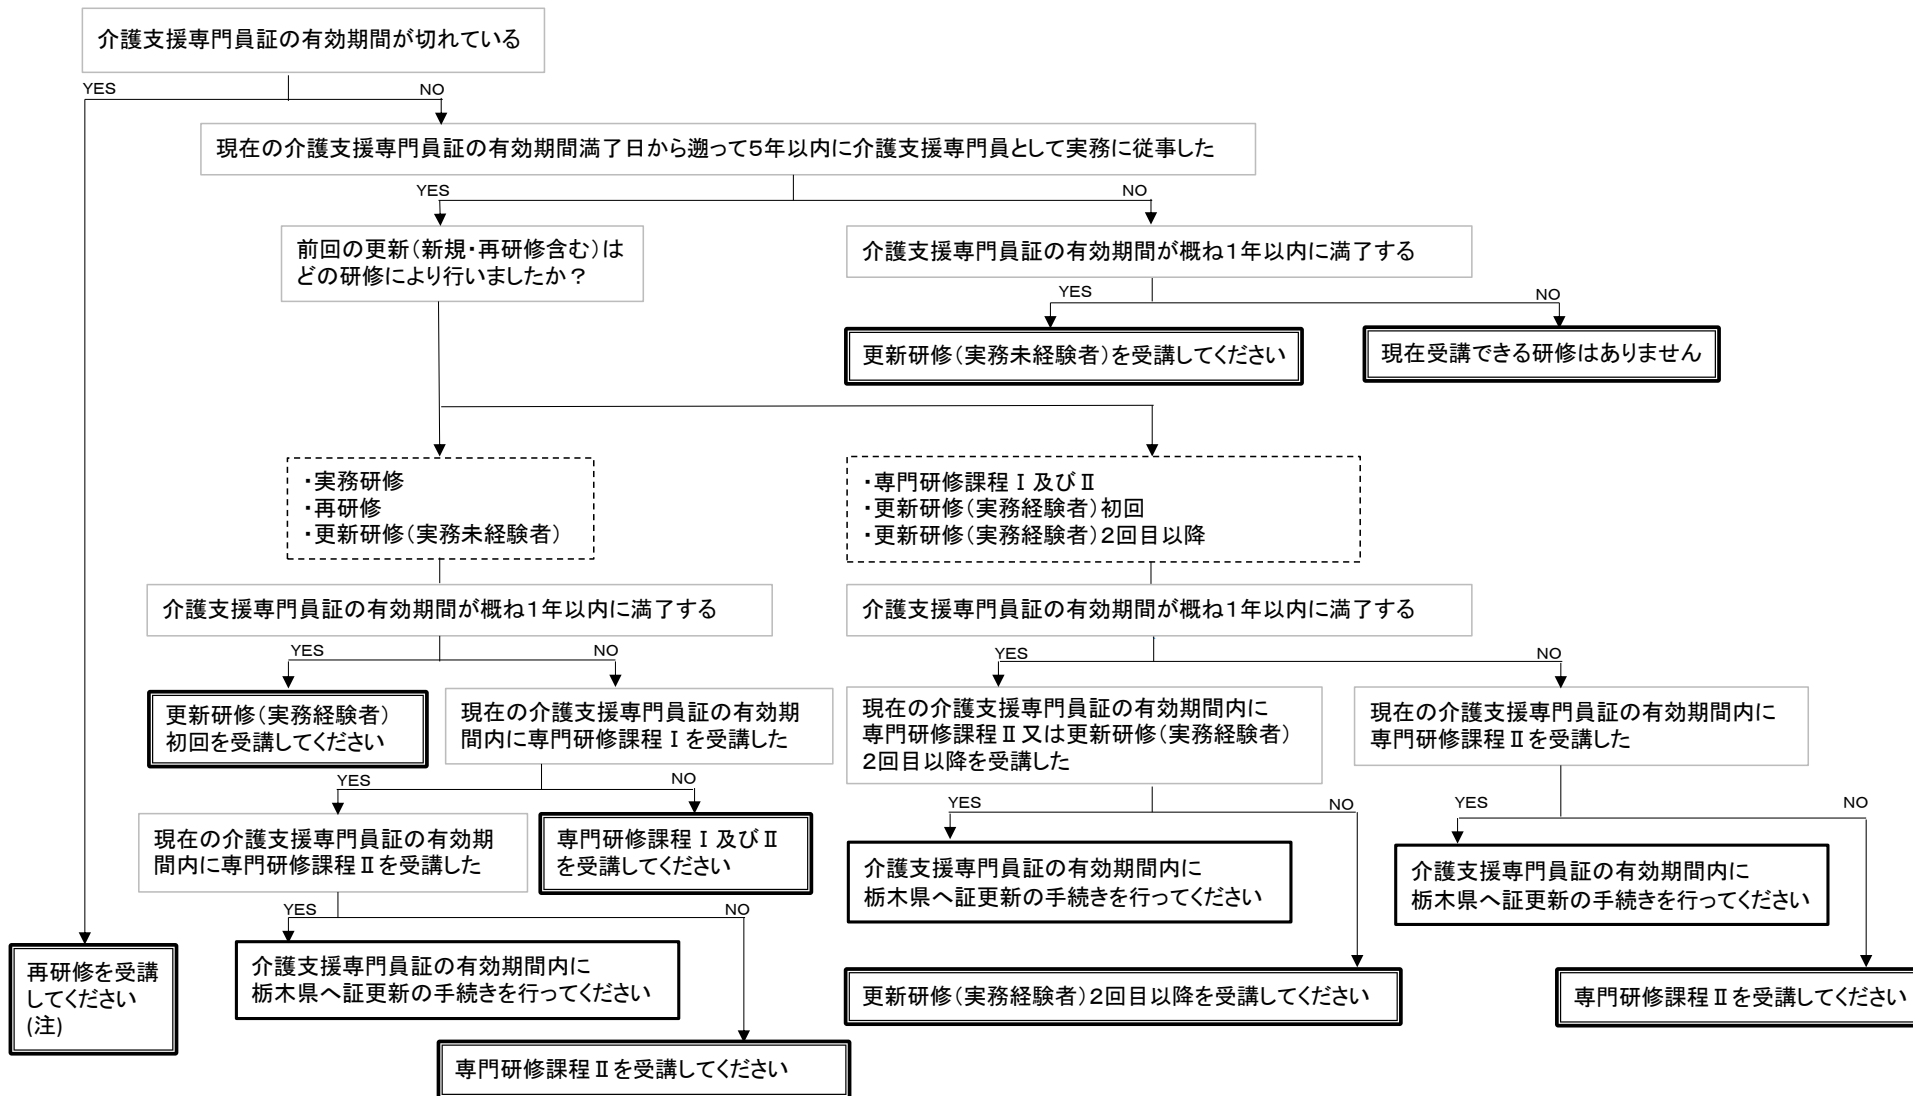 介護支援専門員証の有効期間が切れている
YES
NO
現在の介護支援専門員証の有効期間満了日から遡って5年以内に介護支援専門員として実務に従事した
YES
NO
前回の更新(新規・再研修含む)は
どの研修により行いましたか?
介護支援専門員証の有効期間が概ね1年以内に満了する
YES
NO
更新研修(実務未経験者)を受講してください
現在受講できる研修はありません
・実務研修
・再研修
・更新研修(実務未経験者)
・専門研修課程Ⅰ及びⅡ
・更新研修(実務経験者)初回
・更新研修(実務経験者)2回目以降
介護支援専門員証の有効期間が概ね1年以内に満了する
介護支援専門員証の有効期間が概ね1年以内に満了する
YES
NO
YES
NO
更新研修(実務経験者)
初回を受講してください
現在の介護支援専門員証の有効期
間内に専門研修課程Ⅰを受講した
現在の介護支援専門員証の有効期間内に
専門研修課程Ⅱ又は更新研修(実務経験者)
2回目以降を受講した
現在の介護支援専門員証の有効期間内に
専門研修課程Ⅱを受講した
YES
NO
YES
NO
YES
NO
現在の介護支援専門員証の有効期
間内に専門研修課程Ⅱを受講した
専門研修課程Ⅰ及びⅡ
を受講してください
介護支援専門員証の有効期間内に
栃木県へ証更新の手続きを行ってください
介護支援専門員証の有効期間内に
栃木県へ証更新の手続きを行ってください
YES
NO
再研修を受講
してください
(注)
介護支援専門員証の有効期間内に
栃木県へ証更新の手続きを行ってください
更新研修(実務経験者)2回目以降を受講してください
専門研修課程Ⅱを受講してください
専門研修課程Ⅱを受講してください